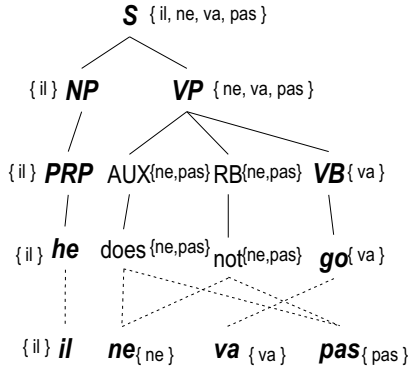 S { il, ne, va, pas }
{ il } NP VP { ne, va, pas }
{ il } PRP AUX{ne,pas} RB{ne,pas} VB{ va }
{ il } he does {ne,pas} not{ne,pas} go{ va }
{ il } il ne{ ne } va { va } pas{ pas }